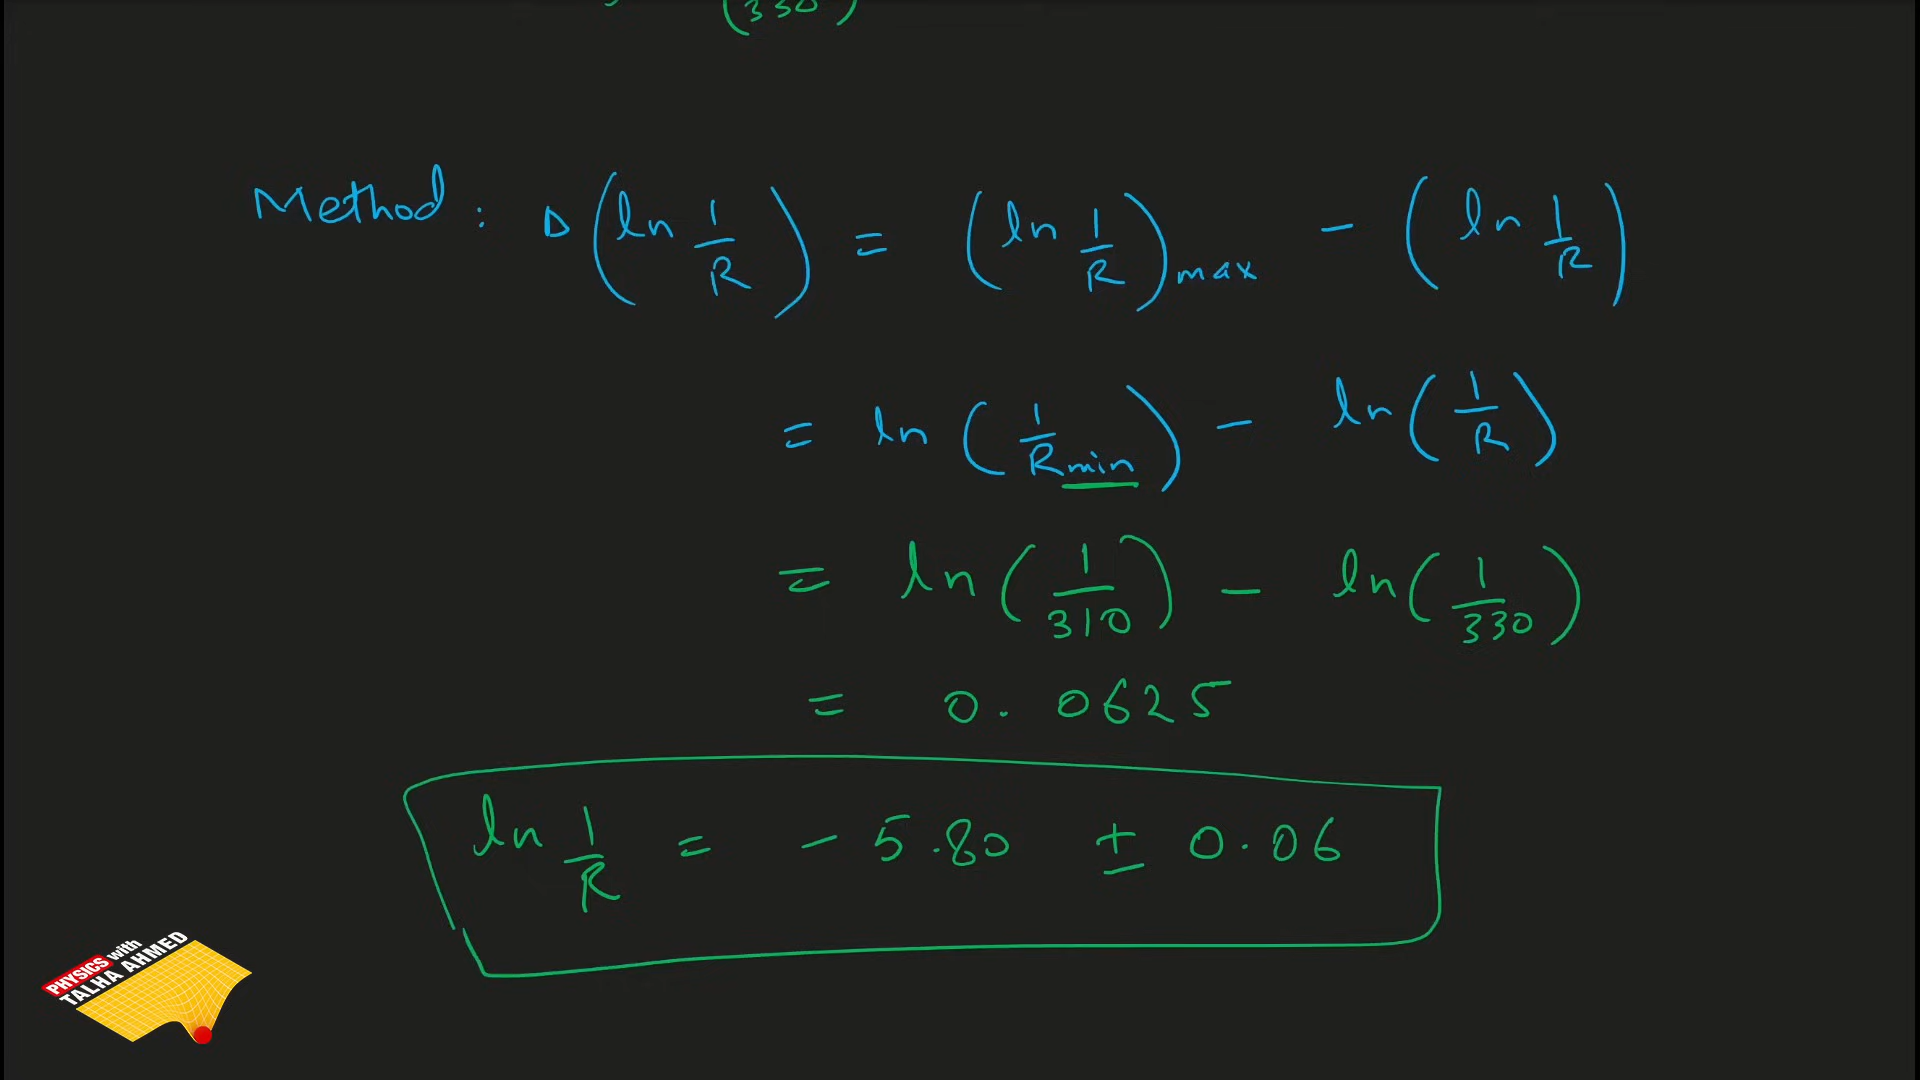 (330)
Method: Δ(ln 1/R) = (ln 1/R)max − (ln 1/R)
= ln (1/Rmin) − ln (1/R)
= ln (1/310) − ln (1/330)
= 0.0625
ln 1/R = − 5.80 ± 0.06
PHYSICS with
TALHA AHMED